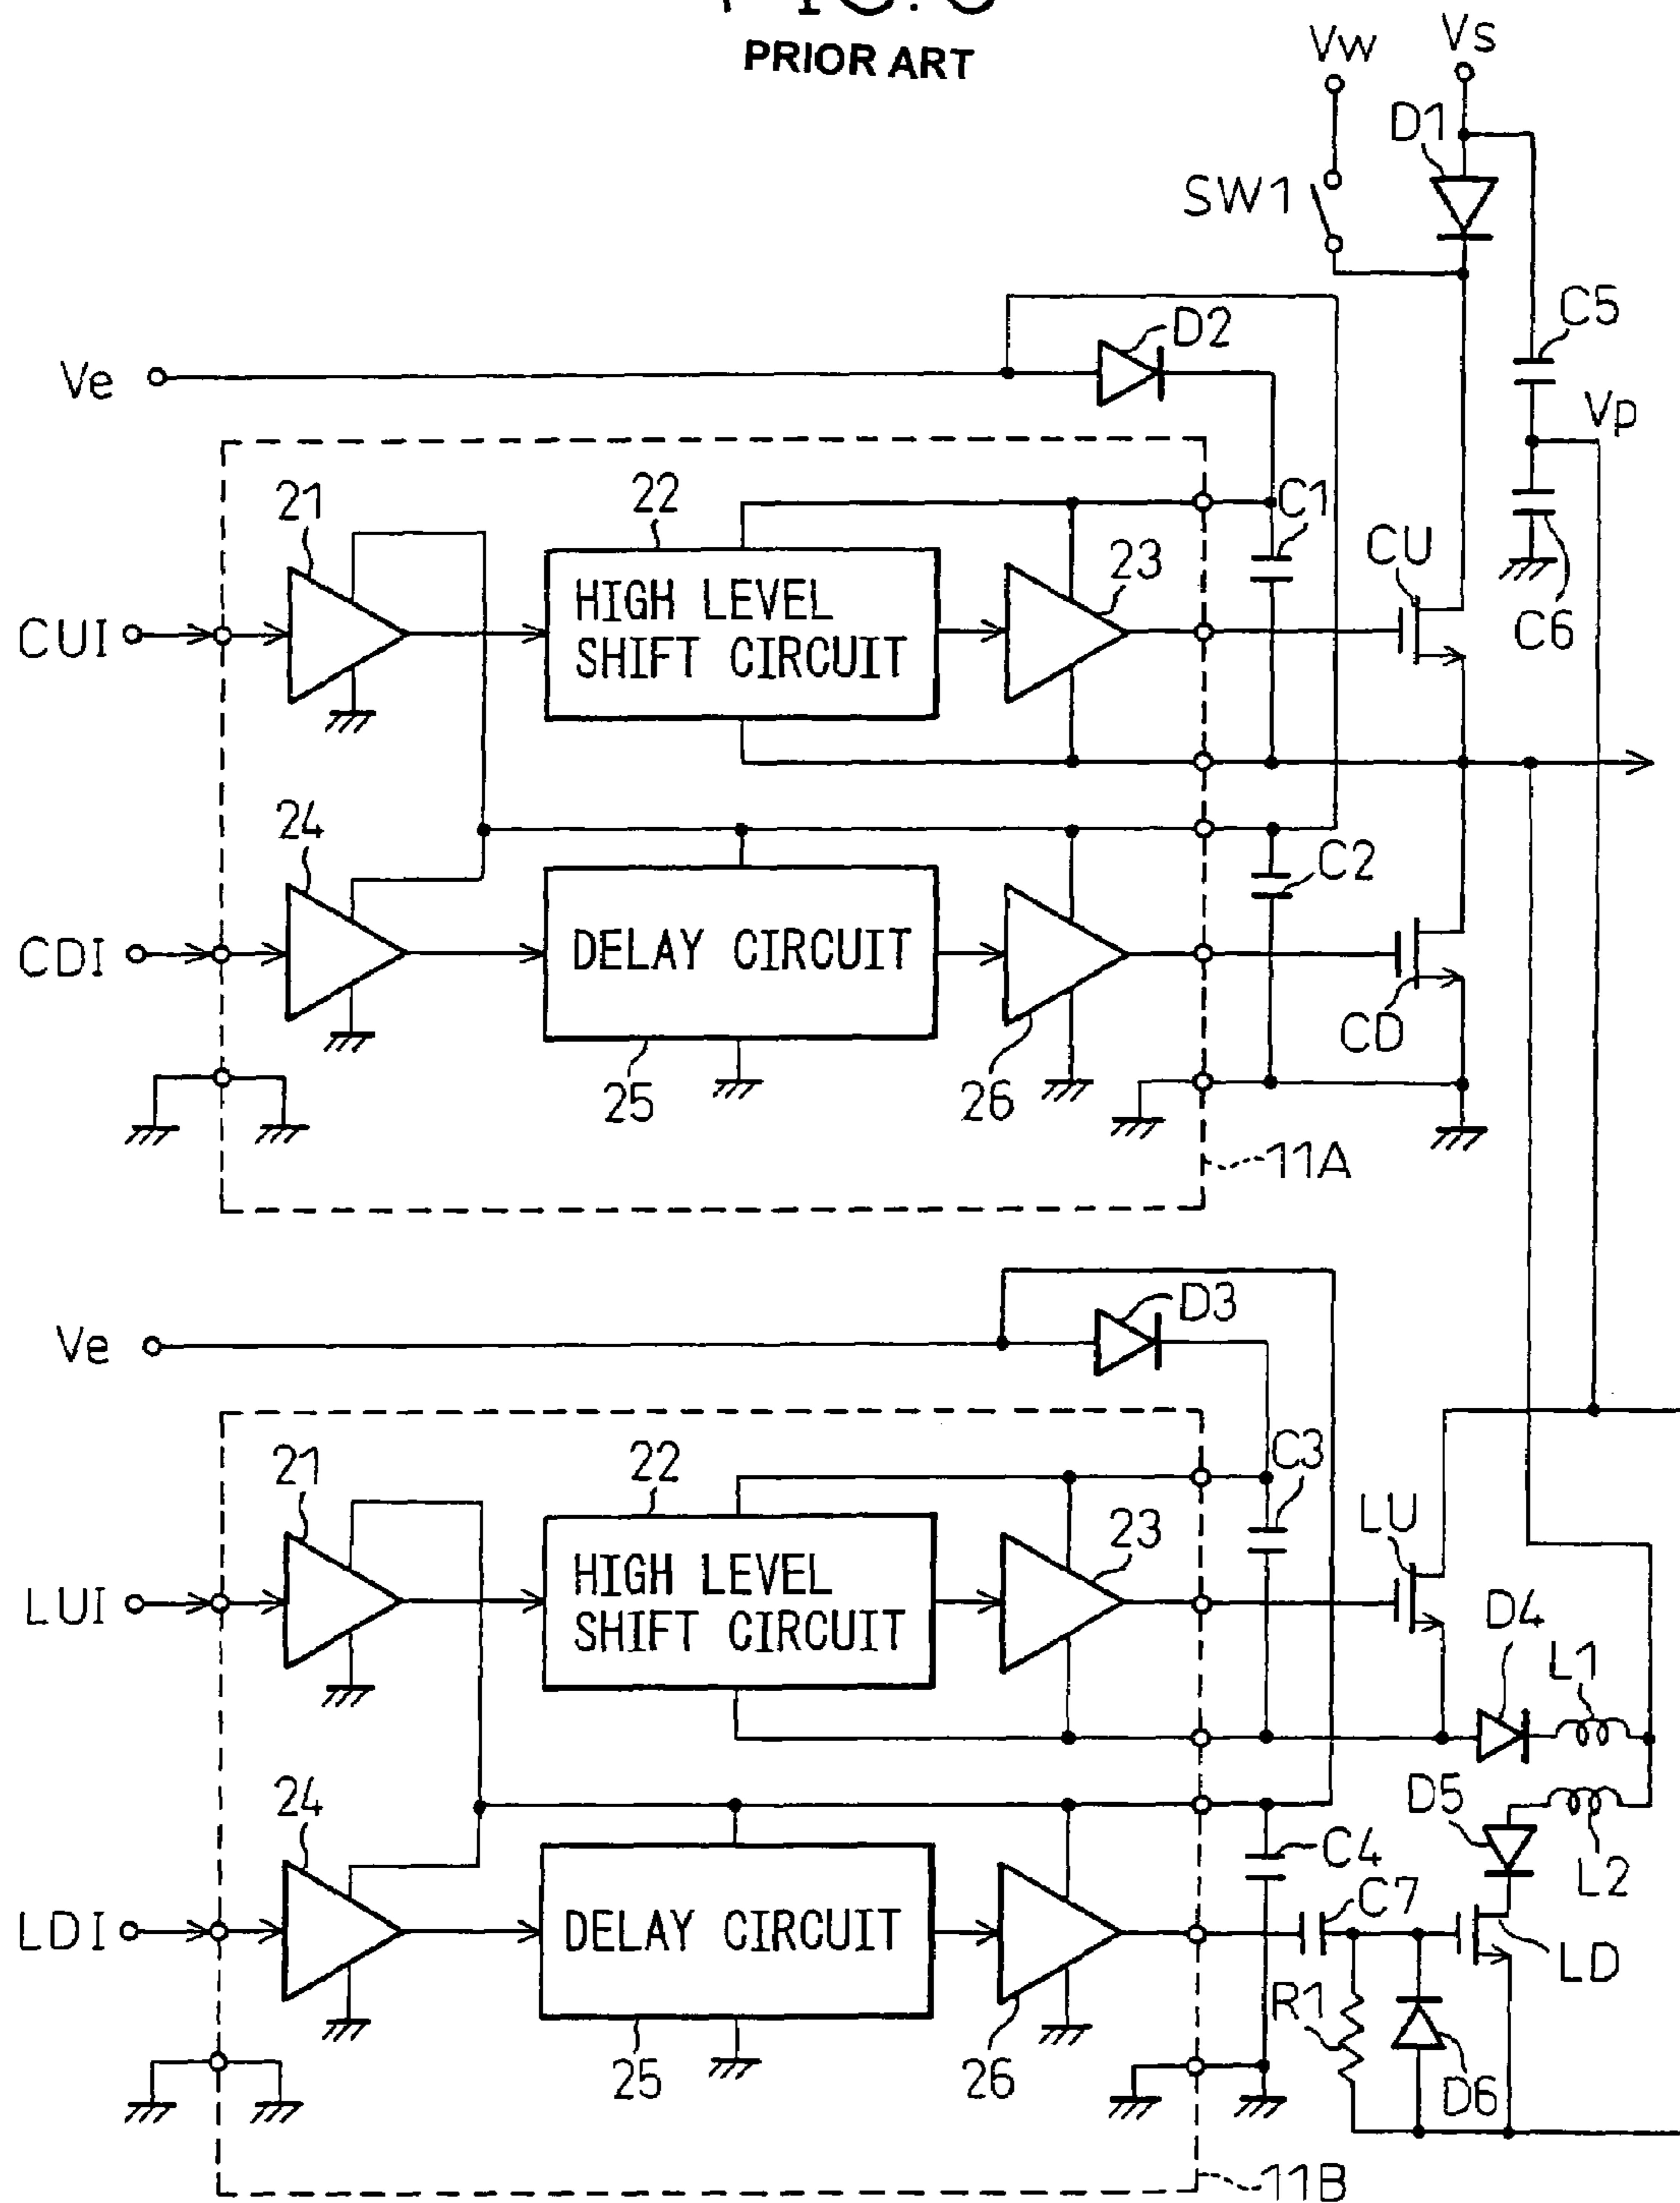 PRIOR ART
Vw
Vs
D1
SW1
C5
D2
Ve
Vp
21
22
C1
CU
23
CUI
HIGH LEVEL
SHIFT CIRCUIT
C6
24
C2
CDI
DELAY CIRCUIT
CD
25
26
11A
D3
Ve
21
22
C3
LU
23
LUI
HIGH LEVEL
SHIFT CIRCUIT
D4
L1
24
D5
C4
L2
C7
LDI
DELAY CIRCUIT
LD
R1
25
26
D6
11B